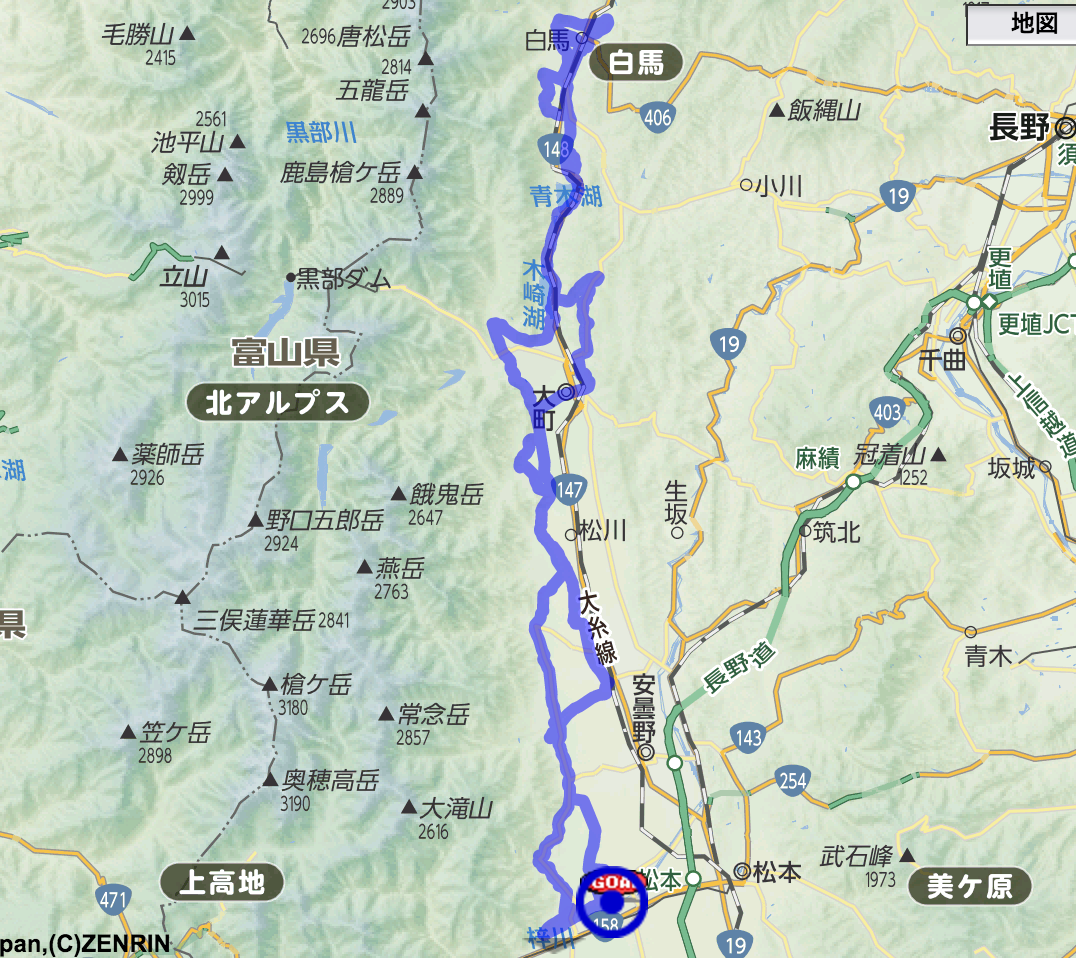 2903
地図
毛勝山
2415
2696唐松岳
2814
白馬
白馬
五龍岳
406
飯縄山
長野
2561
黒部川
池平山
148
須
剱岳
2999
鹿島槍ケ岳
2889
青木湖
小川
19
立山
3015
黒部ダム
木崎湖
更埴
更埴JCT
富山県
19
千曲
北アルプス
大町
403
上信越道
湖
薬師岳
2926
麻績
冠着山
1252
坂城
餓鬼岳
2647
147
生坂
野口五郎岳
2924
松川
筑北
燕岳
2763
県
三俣蓮華岳2841
大糸線
青木
長野道
槍ケ岳
3180
安曇野
笠ケ岳
2898
常念岳
2857
143
奥穂高岳
3190
254
大滝山
2616
武石峰
1973
上高地
GOAL
松本
松本
美ケ原
471
158
梓川
19
pan,(C)ZENRIN